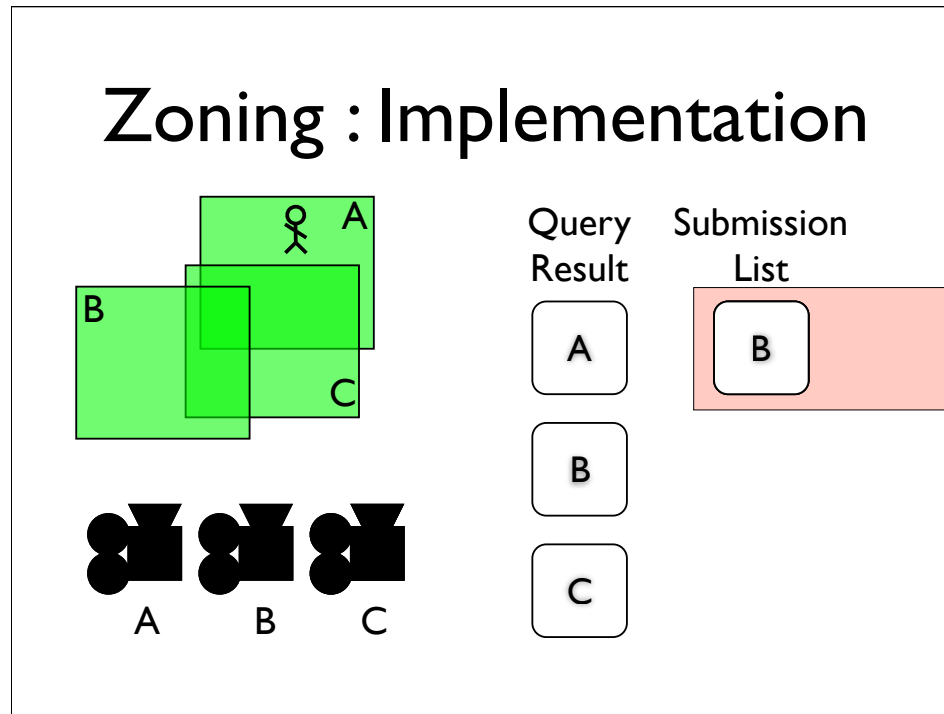 Zoning : Implementation
A
B
C
A
B
C
Query
Result
A
B
C
Submission
List
B